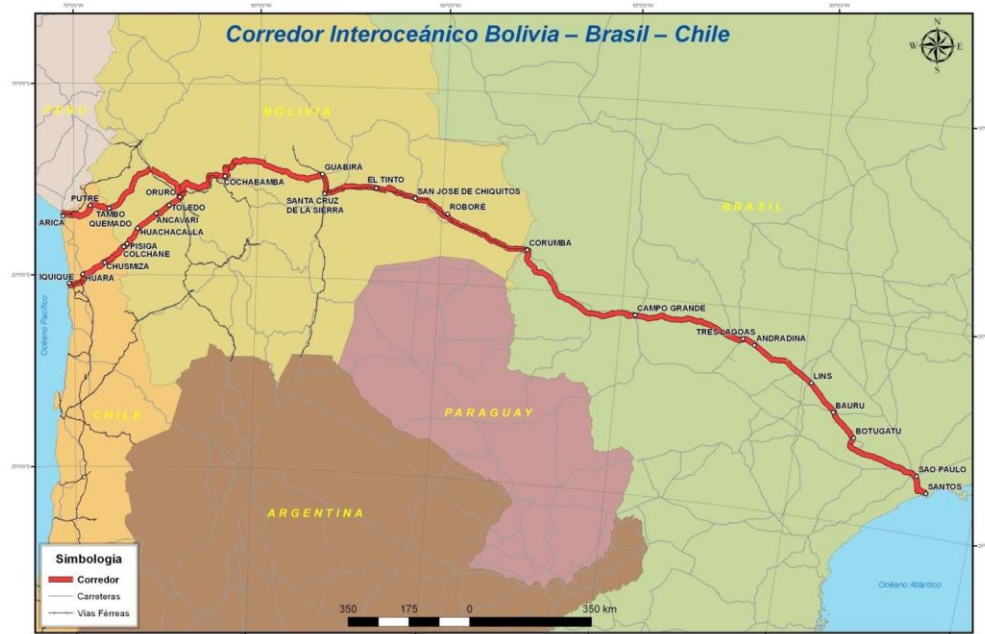 Corredor Interoceánico Bolivia – Brasil – Chile
N
W
E
S
PERU
BOLIVIA
BRASIL
GUABIRÁ
COCHABAMBA
EL TINTO
SAN JOSE DE CHIQUITOS
SANTA CRUZ
DE LA SIERRA
ROBORÉ
ORURO
PUTRE
TOLEDO
ARICA
TAMBO
QUEMADO
ANCAVARÍ
HUACHACALLA
PISIGA
COLCHANE
CHUSMIZA
IQUIQUE
HUARA
CORUMBA
CAMPO GRANDE
TRES LAGOAS
ANDRADINA
LINS
BAURU
BOTUGATU
SAO PAULO
SANTOS
Océano Pacífico
CHILE
PARAGUAY
ARGENTINA
Océano Atlántico
Simbología
Corredor
Carreteras
Vías Férreas
350 175 0 350 km